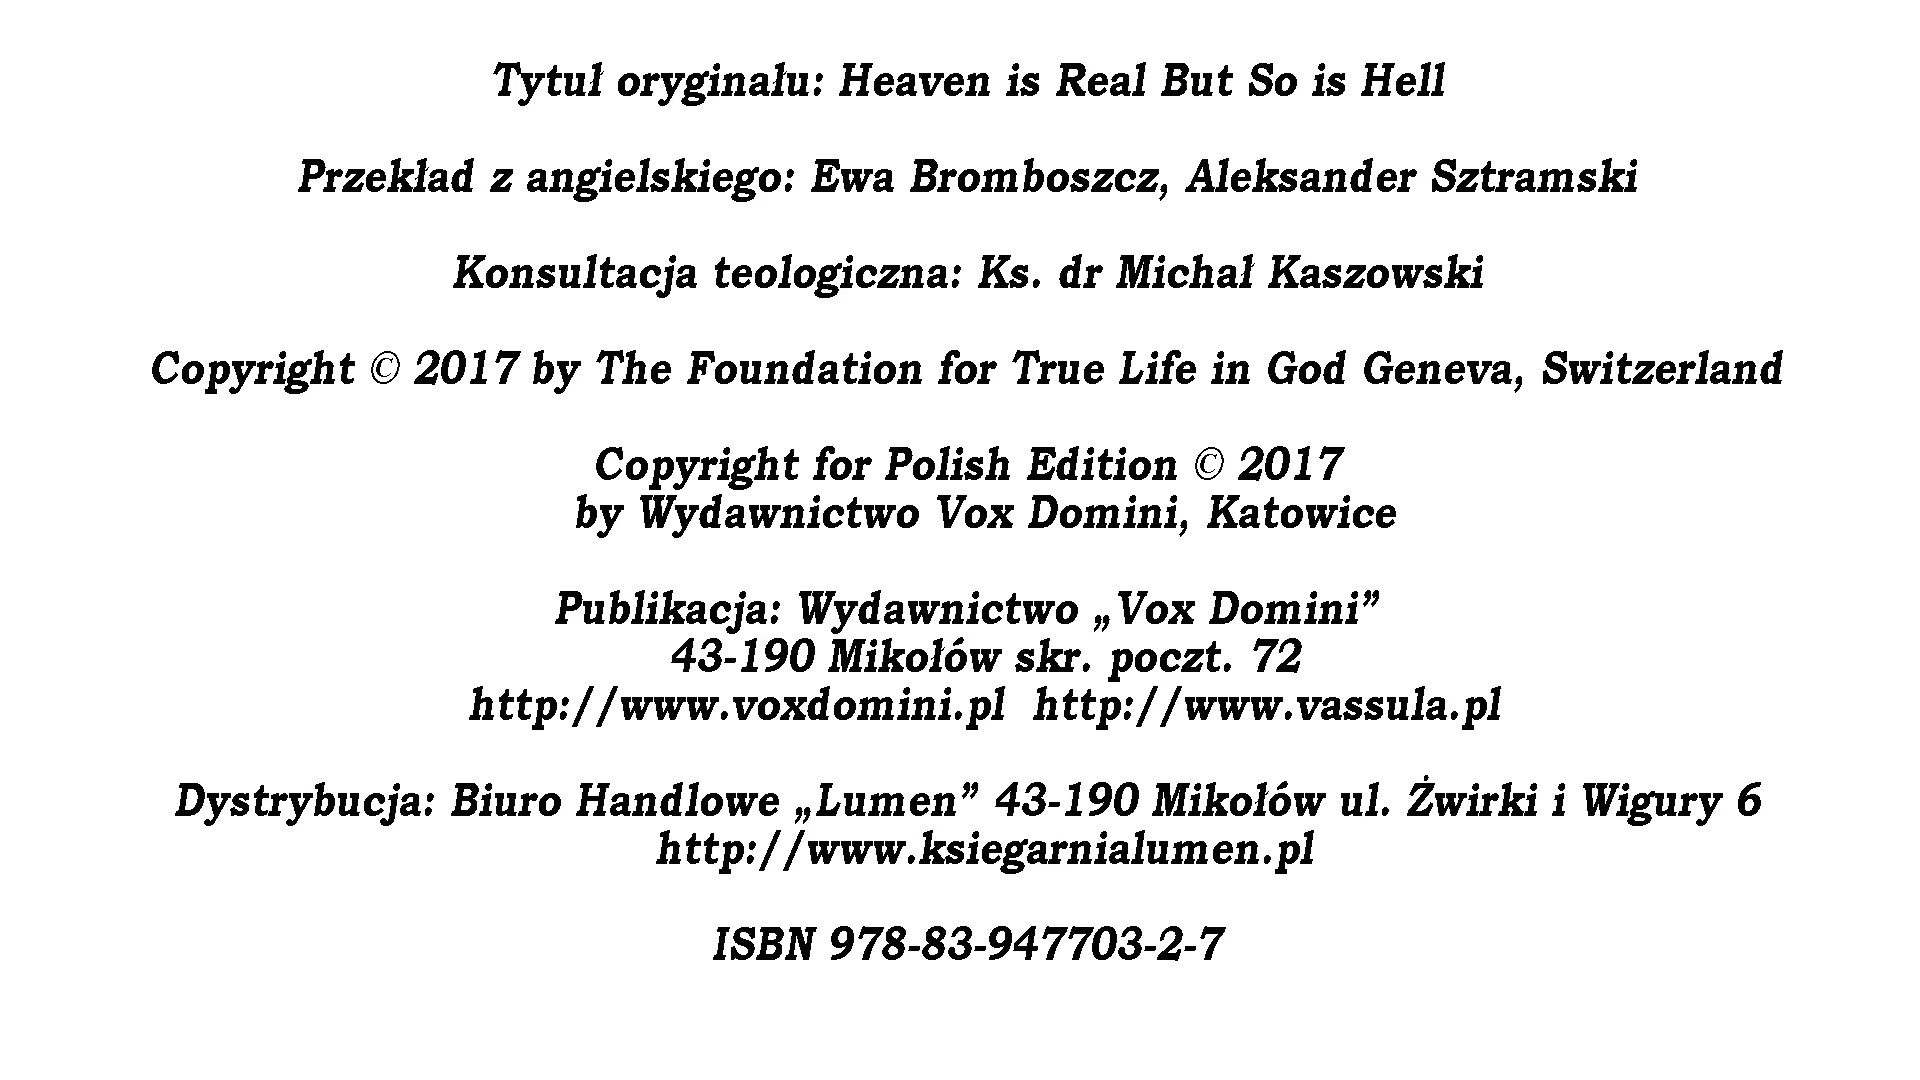 Tytuł oryginału: Heaven is Real But So is Hell
Przekład z angielskiego: Ewa Bromboszcz, Aleksander Sztramski
Konsultacja teologiczna: Ks. dr Michał Kaszowski
Copyright © 2017 by The Foundation for True Life in God Geneva, Switzerland
Copyright for Polish Edition © 2017
by Wydawnictwo Vox Domini, Katowice
Publikacja: Wydawnictwo „Vox Domini”
43-190 Mikołów skr. poczt. 72
http://www.voxdomini.pl http://www.vassula.pl
Dystrybucja: Biuro Handlowe „Lumen” 43-190 Mikołów ul. Żwirki i Wigury 6
http://www.ksiegarnialumen.pl
ISBN 978-83-947703-2-7